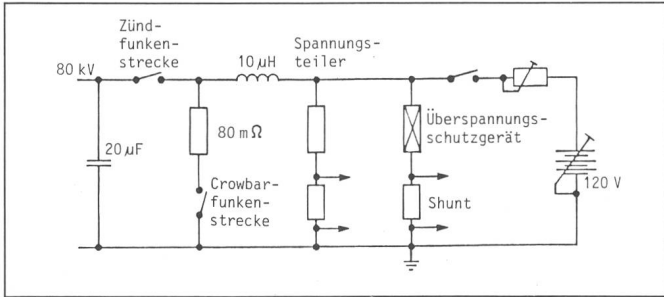 Zünd-
funken-
strecke
80 kV
10 µH
Spannungs-
teiler
80 mΩ
20 µF
Crowbar-
funken-
strecke
Überspannungs-
schutzgerät
Shunt
120 V